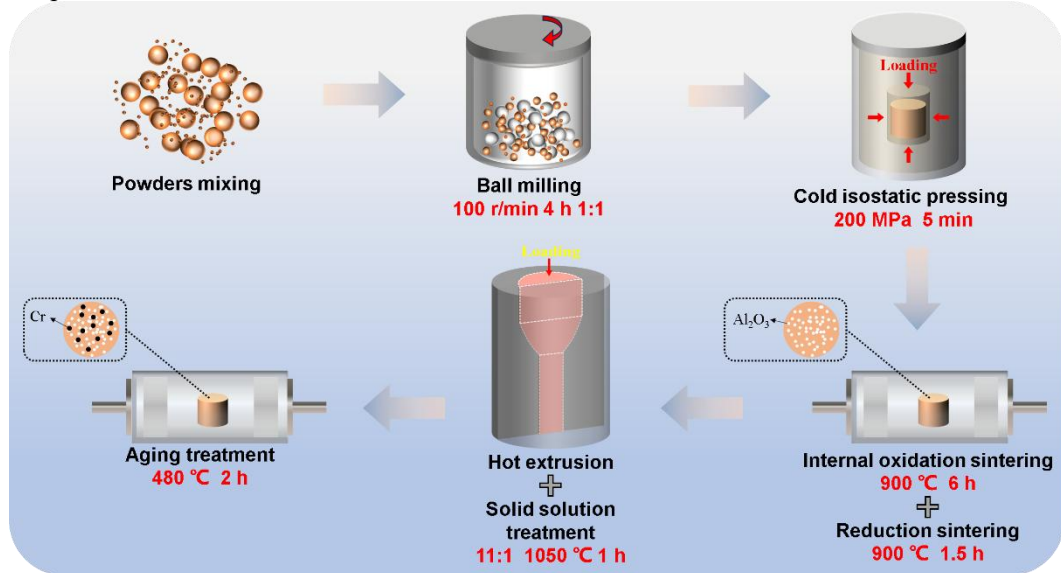 Powders mixing
Ball milling
100 r/min 4 h 1:1
Loading
Cold isostatic pressing
200 MPa 5 min
Al₂O₃
Internal oxidation sintering
900 ℃ 6 h
Reduction sintering
900 ℃ 1.5 h
Loading
Hot extrusion
Solid solution
treatment
11:1 1050 ℃ 1 h
Cr
Aging treatment
480 ℃ 2 h